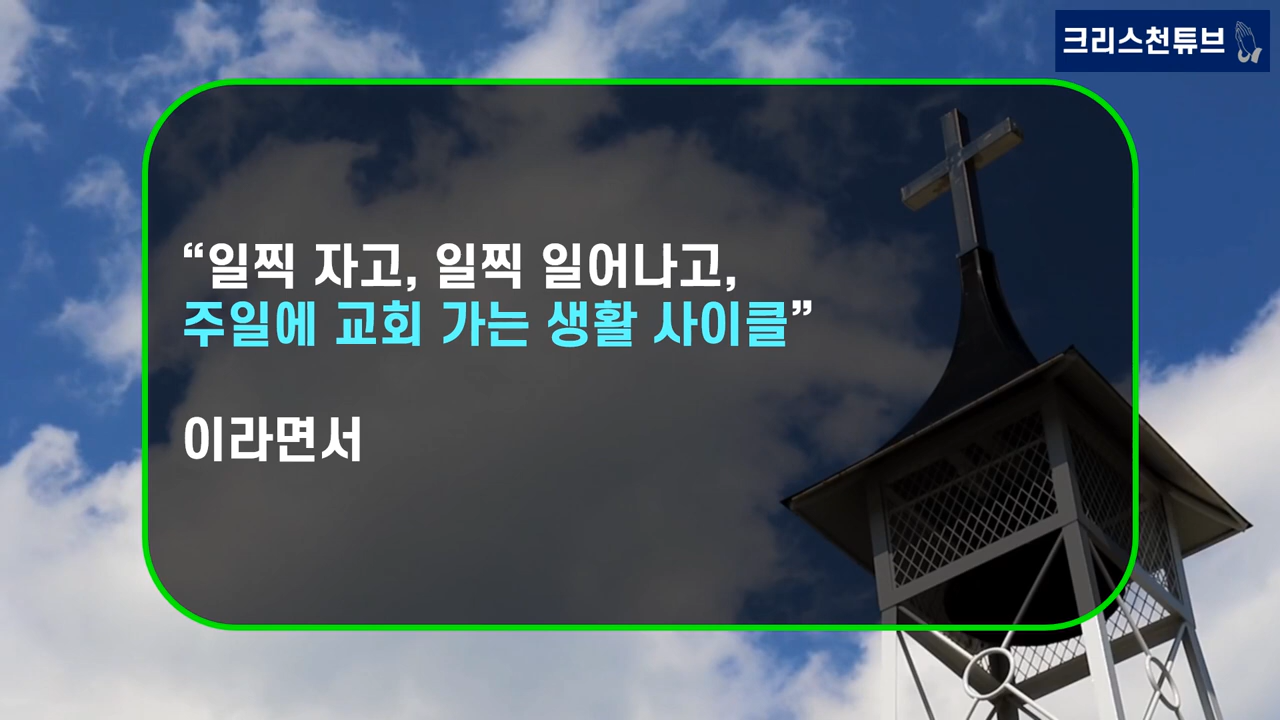 크리스천튜브
“일찍 자고, 일찍 일어나고,
주일에 교회 가는 생활 사이클”
이라면서